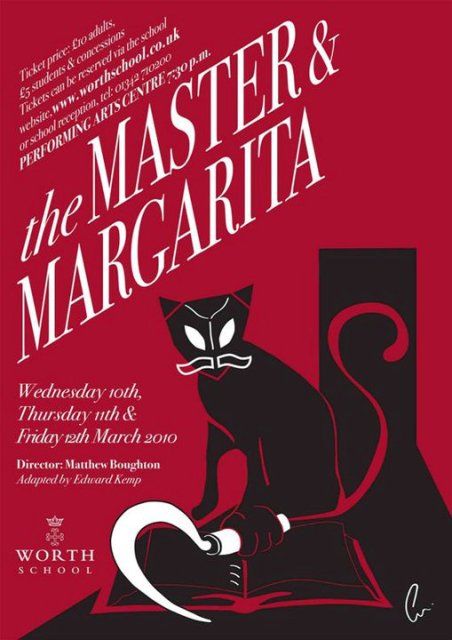 Ticket price: £10 adults,
£5 students & concessions
Tickets can be reserved via the school
website, www.worthschool.co.uk
or school reception, tel: 01342 710200
PERFORMING ARTS CENTRE 7:30 p.m.
the MASTER &
MARGARITA
Wednesday 10th,
Thursday 11th &
Friday 12th March 2010
Director: Matthew Boughton
Adapted by Edward Kemp
WORTH
SCHOOL